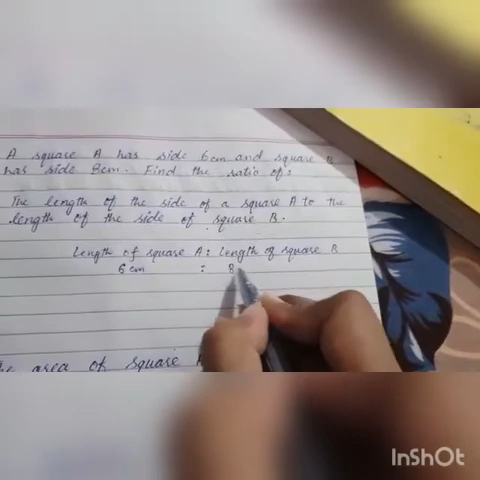 A square A has side 6cm and square B
has side 8cm. Find the ratio of:
The length of the side of a square A to the
length of the side of square B.
Length of square A : Length of square B
6 cm : 8
area of square
InShOt